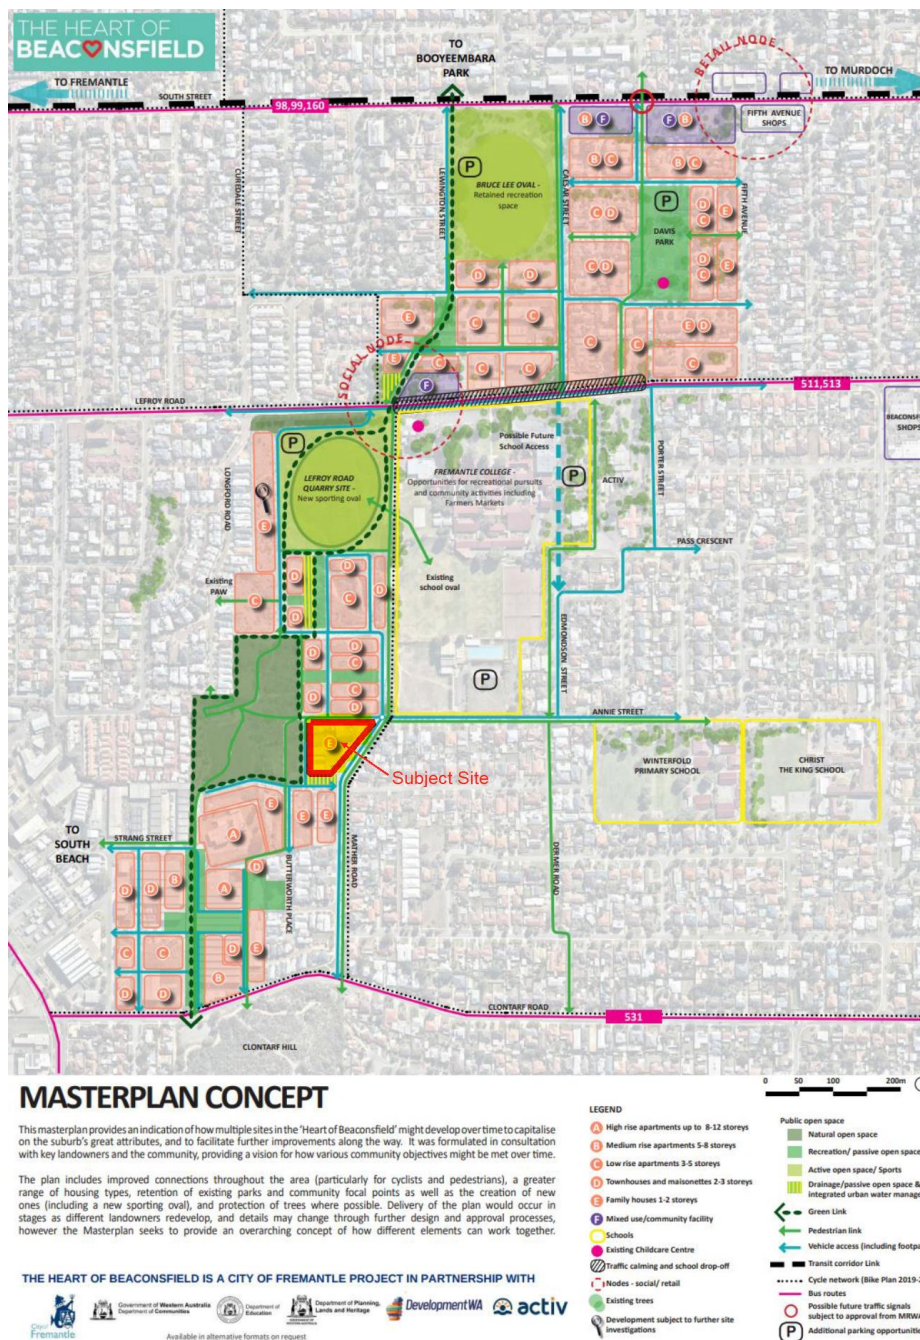 THE HEART OF
BEACONSFIELD
TO
BOOYEEMBARA
PARK
TO FREMANTLE
SOUTH STREET
98,99,160
RETAIL NODE
TO MURDOCH
FIFTH AVENUE
SHOPS
B F
F B
B C
B C
P
BRUCE LEE OVAL -
Retained recreation
space
CUREDALE STREET
LEWINGTON STREET
CAESAR STREET
FIFTH AVENUE
P
DAVIS
PARK
C D
D
C
E
C D
D
C
E
D
D
E
C
C
C
C
E D
C
E
C
C
C
F
SOCIAL NODE
LEFROY ROAD
511,513
BEACONSF
SHOPS
P
LEFROY ROAD
QUARRY SITE -
New sporting oval
LONGFORD ROAD
E
Possible Future
School Access
FREMANTLE COLLEGE -
Opportunities for recreational pursuits
and community activities including
Farmers Markets
P
ACTIV
PORTER STREET
PASS CRESCENT
Existing
PAW
Existing
school oval
C
D
D
D
C
D
EDMONDSON STREET
P
D
D
C
D
C
D
ANNIE STREET
E
Subject Site
WINTERFOLD
PRIMARY SCHOOL
CHRIST
THE KING SCHOOL
TO
SOUTH
BEACH
STRANG STREET
A
E
E
E
MATHER ROAD
BUTTERWORTH PLACE
DERMER ROAD
D
D
B
A
D
C
C
D
E
D
D
B
CLONTARF ROAD
531
CLONTARF HILL
MASTERPLAN CONCEPT
This masterplan provides an indication of how multiple sites in the 'Heart of Beaconsfield' might develop over time to capitalise
on the suburb's great attributes, and to facilitate further improvements along the way. It was formulated in consultation
with key landowners and the community, providing a vision for how various community objectives might be met over time.
The plan includes improved connections throughout the area (particularly for cyclists and pedestrians), a greater
range of housing types, retention of existing parks and community focal points as well as the creation of new
ones (including a new sporting oval), and protection of trees where possible. Delivery of the plan would occur in
stages as different landowners redevelop, and details may change through further design and approval processes,
however the Masterplan seeks to provide an overarching concept of how different elements can work together.
THE HEART OF BEACONSFIELD IS A CITY OF FREMANTLE PROJECT IN PARTNERSHIP WITH
City of
Fremantle
Government of Western Australia
Department of Communities
Department of
Education
Department of Planning,
Lands and Heritage
DevelopmentWA
activ
Available in alternative formats on request
LEGEND
A High rise apartments up to 8-12 storeys
B Medium rise apartments 5-8 storeys
C Low rise apartments 3-5 storeys
D Townhouses and maisonettes 2-3 storeys
E Family houses 1-2 storeys
F Mixed use/community facility
Schools
Existing Childcare Centre
Traffic calming and school drop-off
Nodes - social/ retail
Existing trees
Development subject to further site
investigations
0 50 100 200m
Public open space
Natural open space
Recreation/ passive open space
Active open space/ Sports
Drainage/passive open space &
integrated urban water manag
Green Link
Pedestrian link
Vehicle access (including footpa
Transit corridor Link
Cycle network (Bike Plan 2019-2
Bus routes
Possible future traffic signals
subject to approval from MRWA
P Additional parking opportunitie